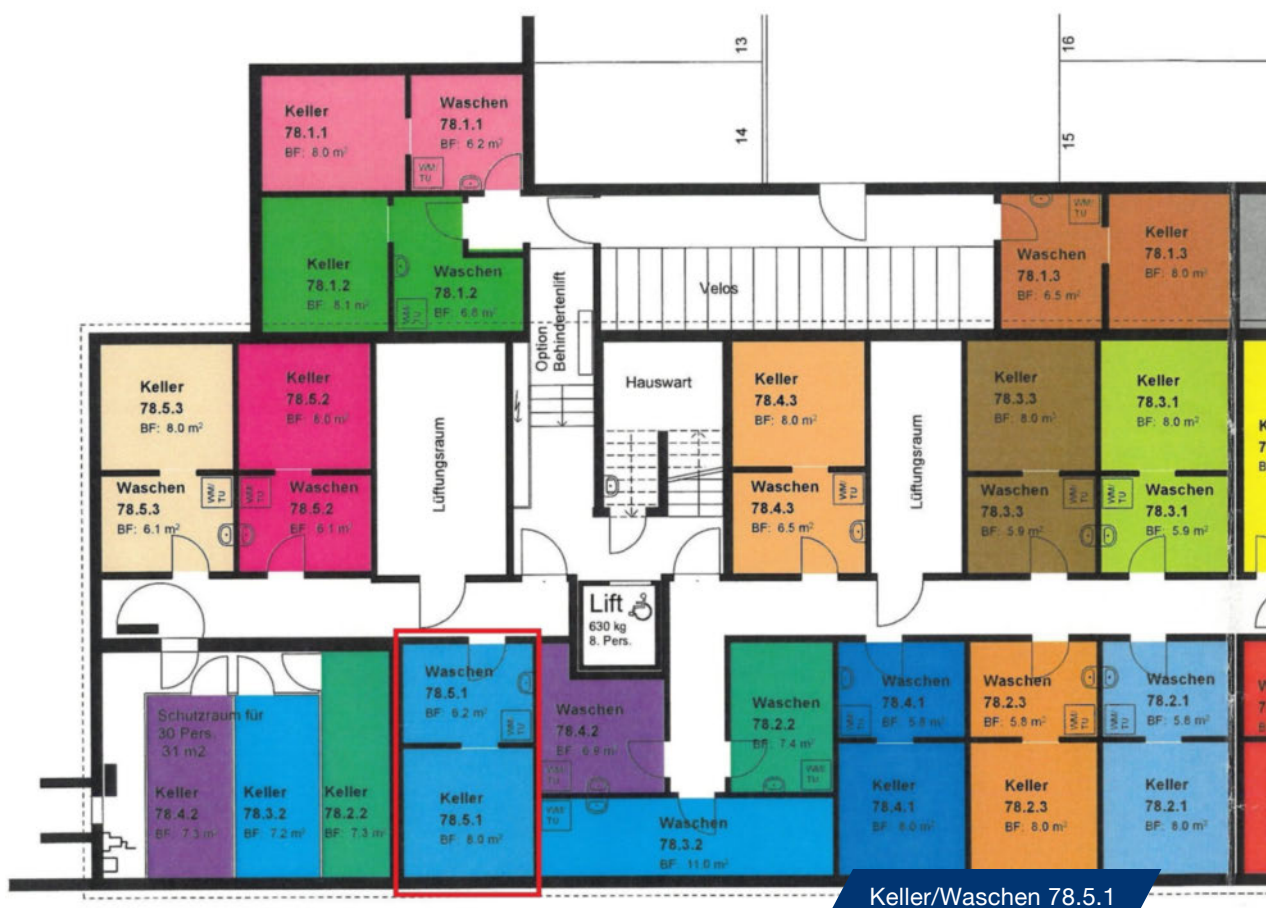 13
16
14
15
Keller
78.1.1
BF: 8.0 m²
Waschen
78.1.1
BF: 6.2 m²
WM/
TU
Keller
78.1.2
BF: 8.1 m²
Waschen
78.1.2
BF: 6.8 m²
WM/
TU
Option
Behindertenlift
Velos
WM/
TU
Waschen
78.1.3
BF: 6.5 m²
Keller
78.1.3
BF: 8.0 m²
Keller
78.5.3
BF: 8.0 m²
Keller
78.5.2
BF: 8.0 m²
Lüftungsraum
Hauswart
Keller
78.4.3
BF: 8.0 m²
Lüftungsraum
Keller
78.3.3
BF: 8.0 m²
Keller
78.3.1
BF: 8.0 m²
Waschen
78.5.3
BF: 6.1 m²
WM/
TU
WM/
TU
Waschen
78.5.2
BF: 6.1 m²
Waschen
78.4.3
BF: 6.5 m²
WM/
TU
Waschen
78.3.3
BF: 5.9 m²
WM/
TU
WM/
TU
Waschen
78.3.1
BF: 5.9 m²
Lift
630 kg
8. Pers.
Schutzraum für
30 Pers.
31 m2
Keller
78.4.2
BF: 7.3 m²
Keller
78.3.2
BF: 7.2 m²
Keller
78.2.2
BF: 7.3 m²
Waschen
78.5.1
BF: 6.2 m²
WM/
TU
Keller
78.5.1
BF: 8.0 m²
Waschen
78.4.2
BF: 6.9 m²
WM/
TU
Waschen
78.2.2
BF: 7.4 m²
WM/
TU
WM/
TU
Waschen
78.3.2
BF: 11.0 m²
Waschen
78.4.1
BF: 5.8 m²
WM/
TU
Keller
78.4.1
BF: 8.0 m²
Waschen
78.2.3
BF: 5.8 m²
WM/
TU
Keller
78.2.3
BF: 8.0 m²
Waschen
78.2.1
BF: 5.8 m²
WM/
TU
Keller
78.2.1
BF: 8.0 m²
Keller/Waschen 78.5.1